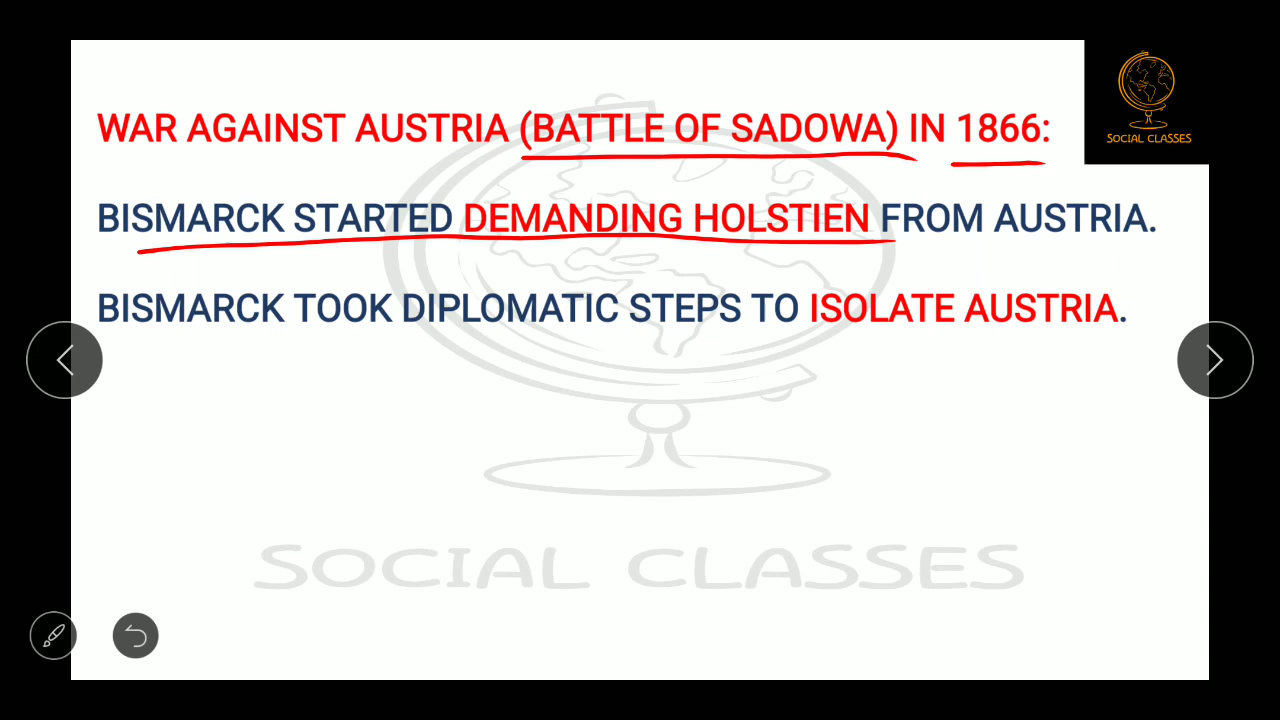 WAR AGAINST AUSTRIA (BATTLE OF SADOWA) IN 1866:
SOCIAL CLASSES
BISMARCK STARTED DEMANDING HOLSTIEN FROM AUSTRIA.
BISMARCK TOOK DIPLOMATIC STEPS TO ISOLATE AUSTRIA.
SOCIAL CLASSES